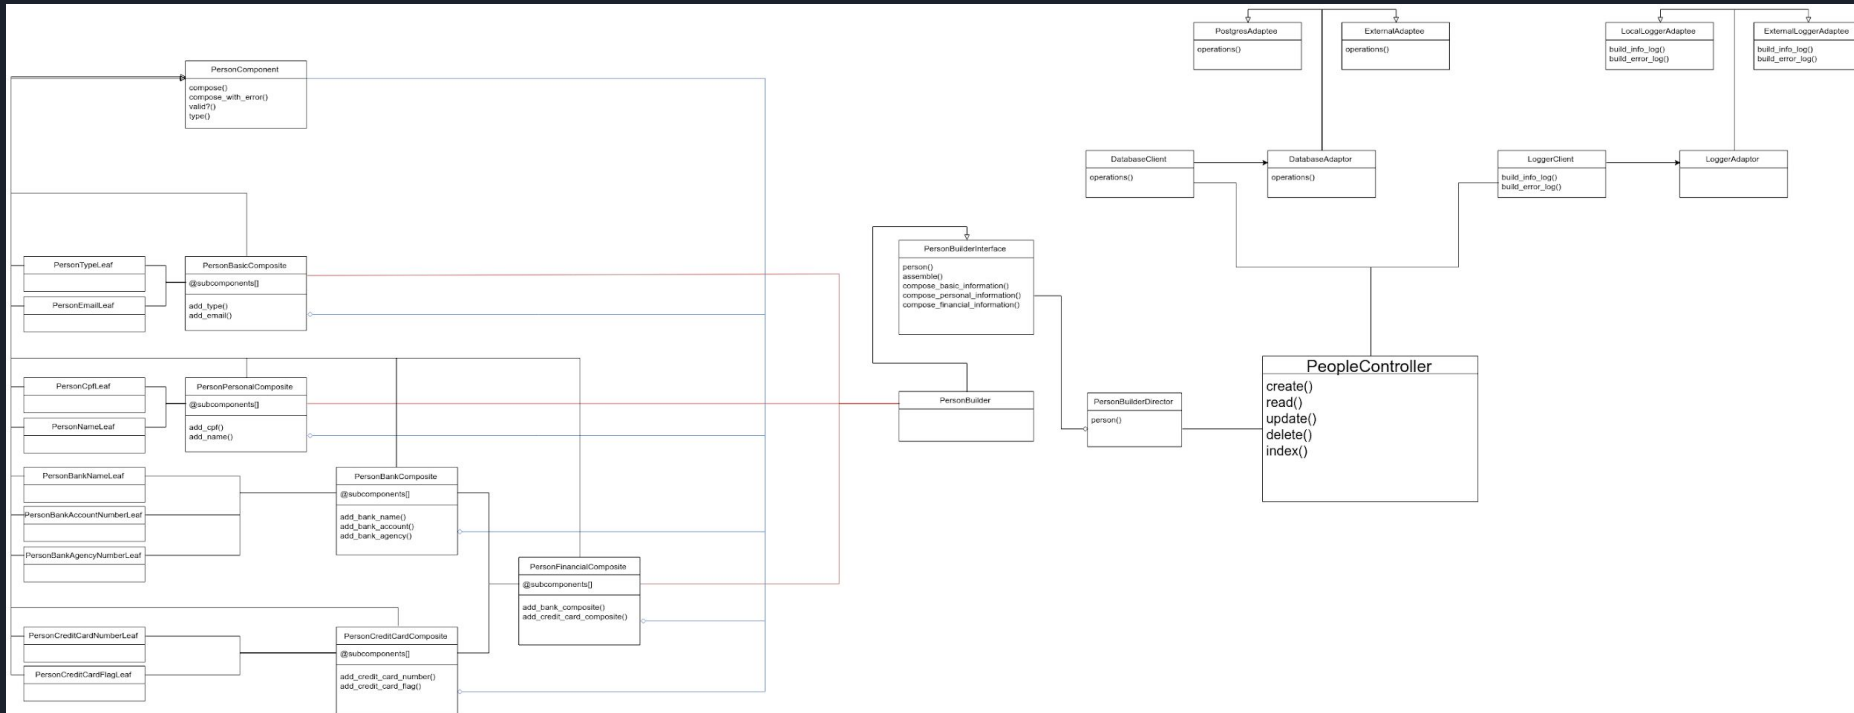 PersonComponent
compose()
compose_with_error()
valid?()
type()
PersonTypeLeaf
PersonEmailLeaf
PersonBasicComposite
@subcomponents[]
add_type()
add_email()
PersonCpfLeaf
PersonNameLeaf
PersonPersonalComposite
@subcomponents[]
add_cpf()
add_name()
PersonBankNameLeaf
PersonBankAccountNumberLeaf
PersonBankAgencyNumberLeaf
PersonBankComposite
@subcomponents[]
add_bank_name()
add_bank_account()
add_bank_agency()
PersonFinancialComposite
@subcomponents[]
add_bank_composite()
add_credit_card_composite()
PersonCreditCardNumberLeaf
PersonCreditCardFlagLeaf
PersonCreditCardComposite
@subcomponents[]
add_credit_card_number()
add_credit_card_flag()
PersonBuilderInterface
person()
assemble()
compose_basic_information()
compose_personal_information()
compose_financial_information()
PersonBuilder
PersonBuilderDirector
person()
PostgresAdaptee
operations()
ExternalAdaptee
operations()
DatabaseClient
operations()
DatabaseAdaptor
operations()
LocalLoggerAdaptee
build_info_log()
build_error_log()
ExternalLoggerAdaptee
build_info_log()
build_error_log()
LoggerClient
build_info_log()
build_error_log()
LoggerAdaptor
PeopleController
create()
read()
update()
delete()
index()